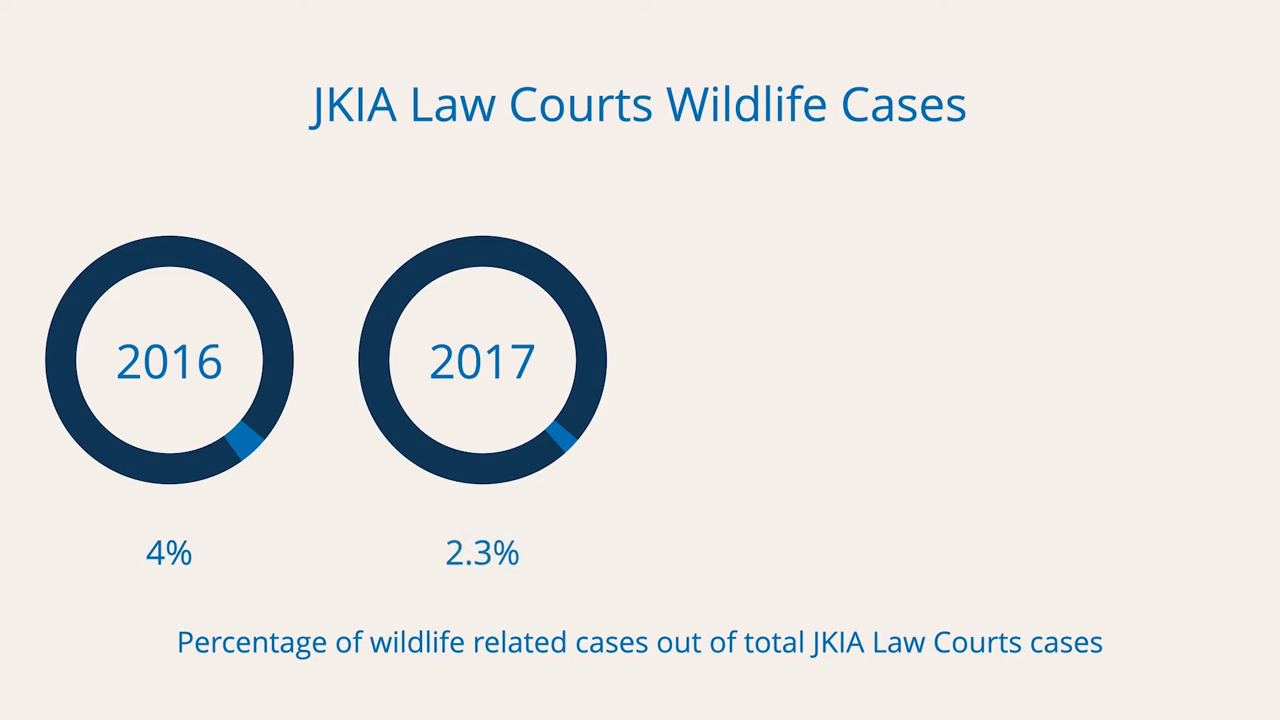 JKIA Law Courts Wildlife Cases
2016
2017
4%
2.3%
Percentage of wildlife related cases out of total JKIA Law Courts cases